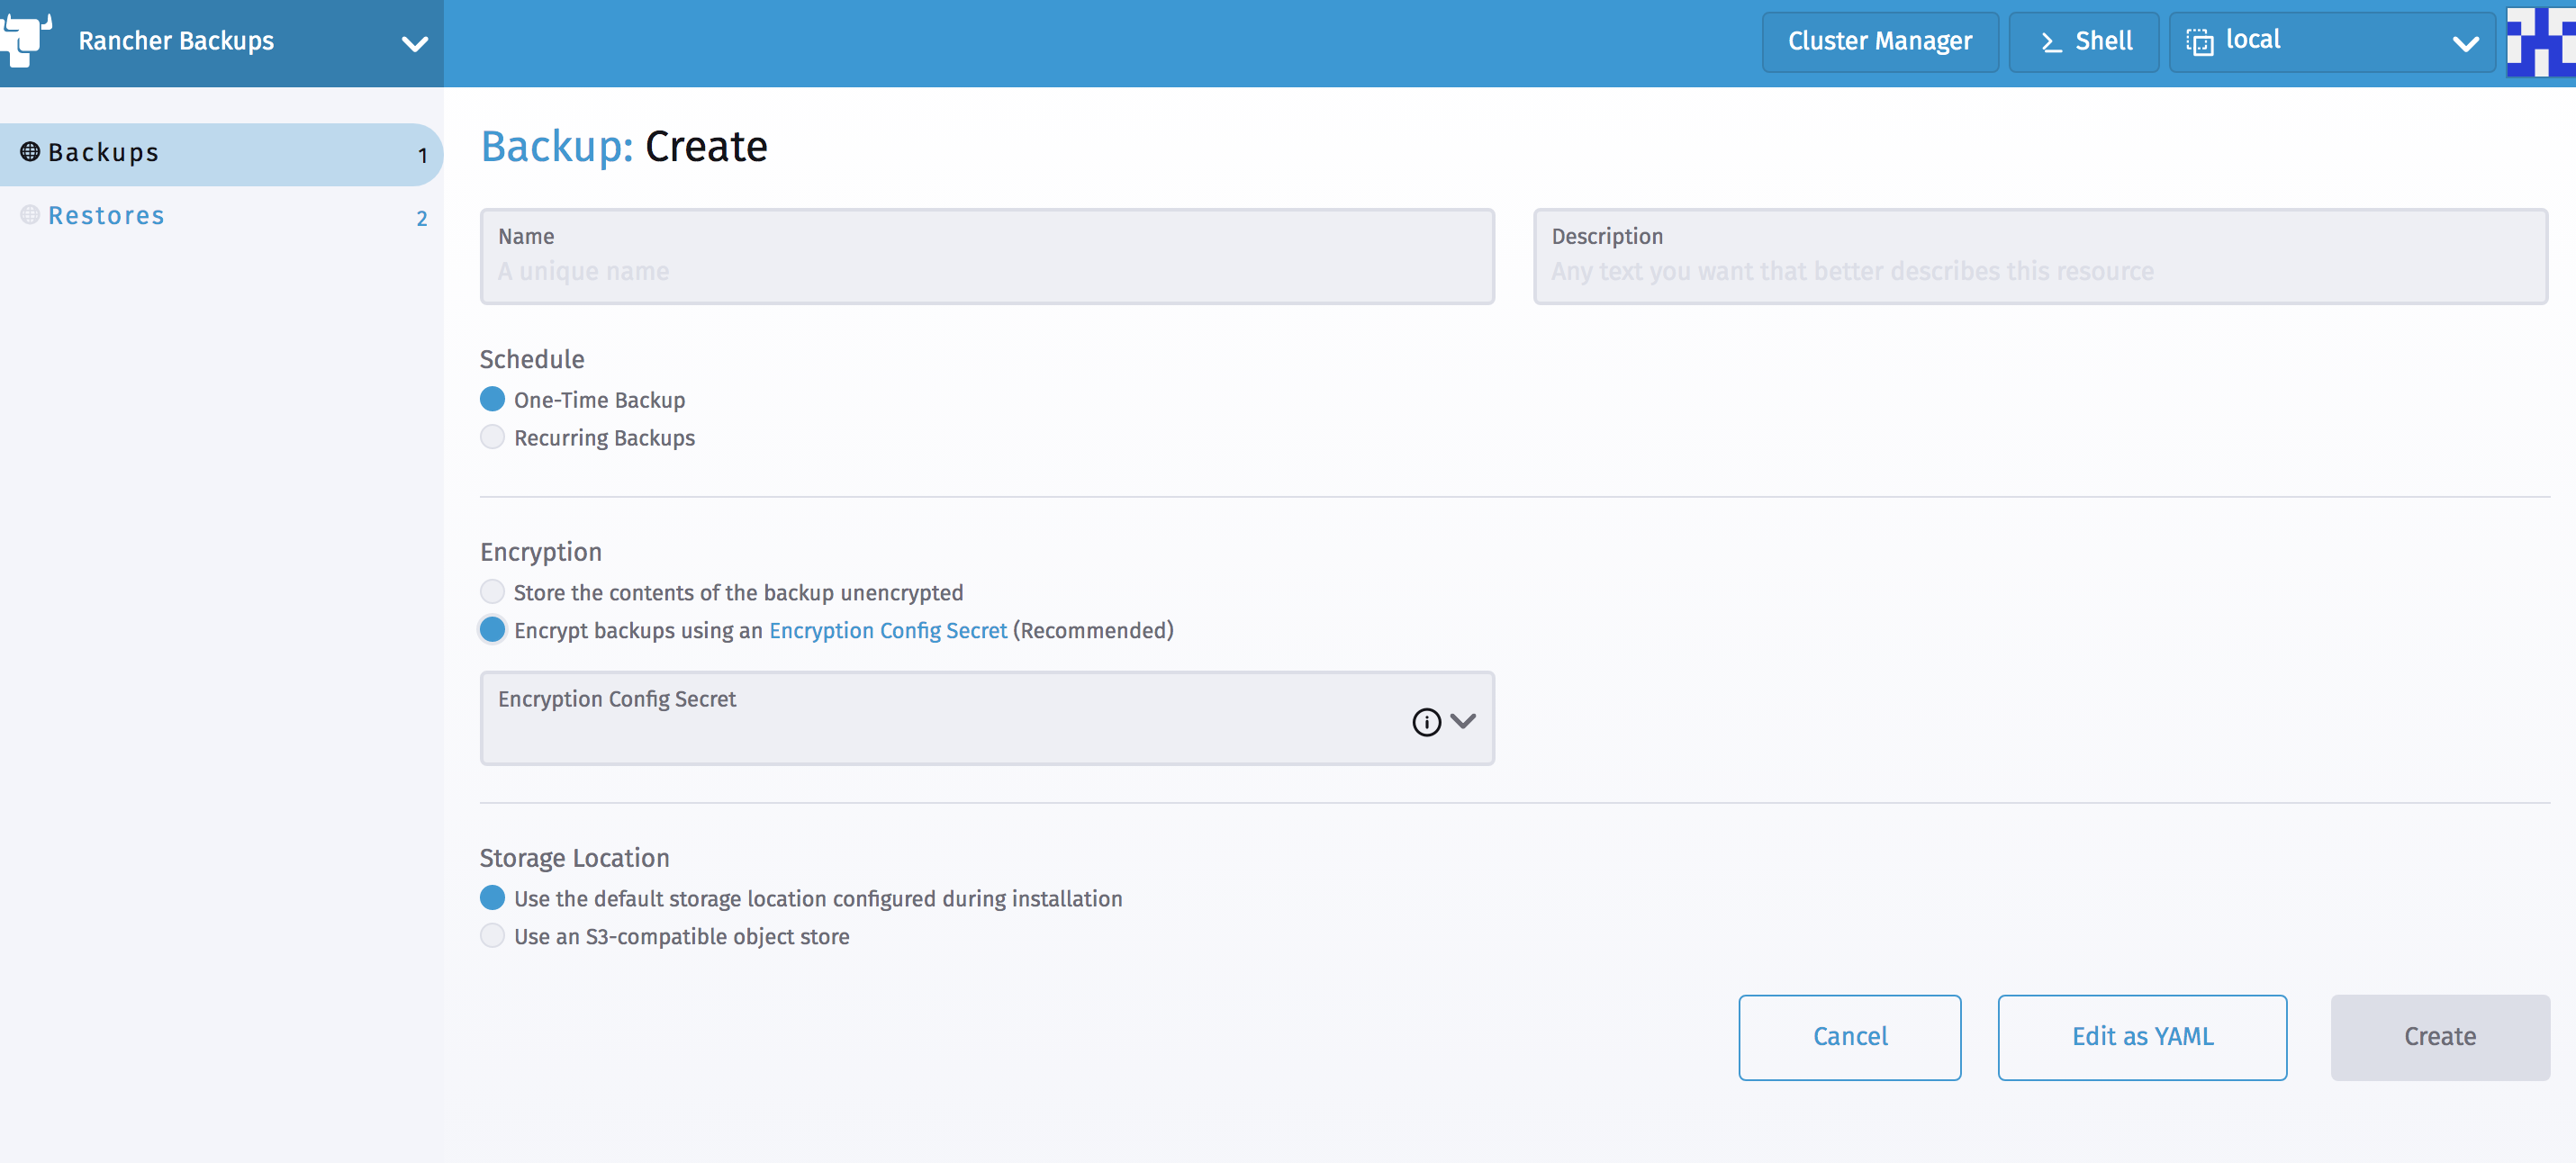 Rancher Backups
Cluster Manager
Shell
local
Backups 1
Restores 2
Backup: Create
Name
A unique name
Description
Any text you want that better describes this resource
Schedule
One-Time Backup
Recurring Backups
Encryption
Store the contents of the backup unencrypted
Encrypt backups using an Encryption Config Secret (Recommended)
Encryption Config Secret
Storage Location
Use the default storage location configured during installation
Use an S3-compatible object store
Cancel
Edit as YAML
Create